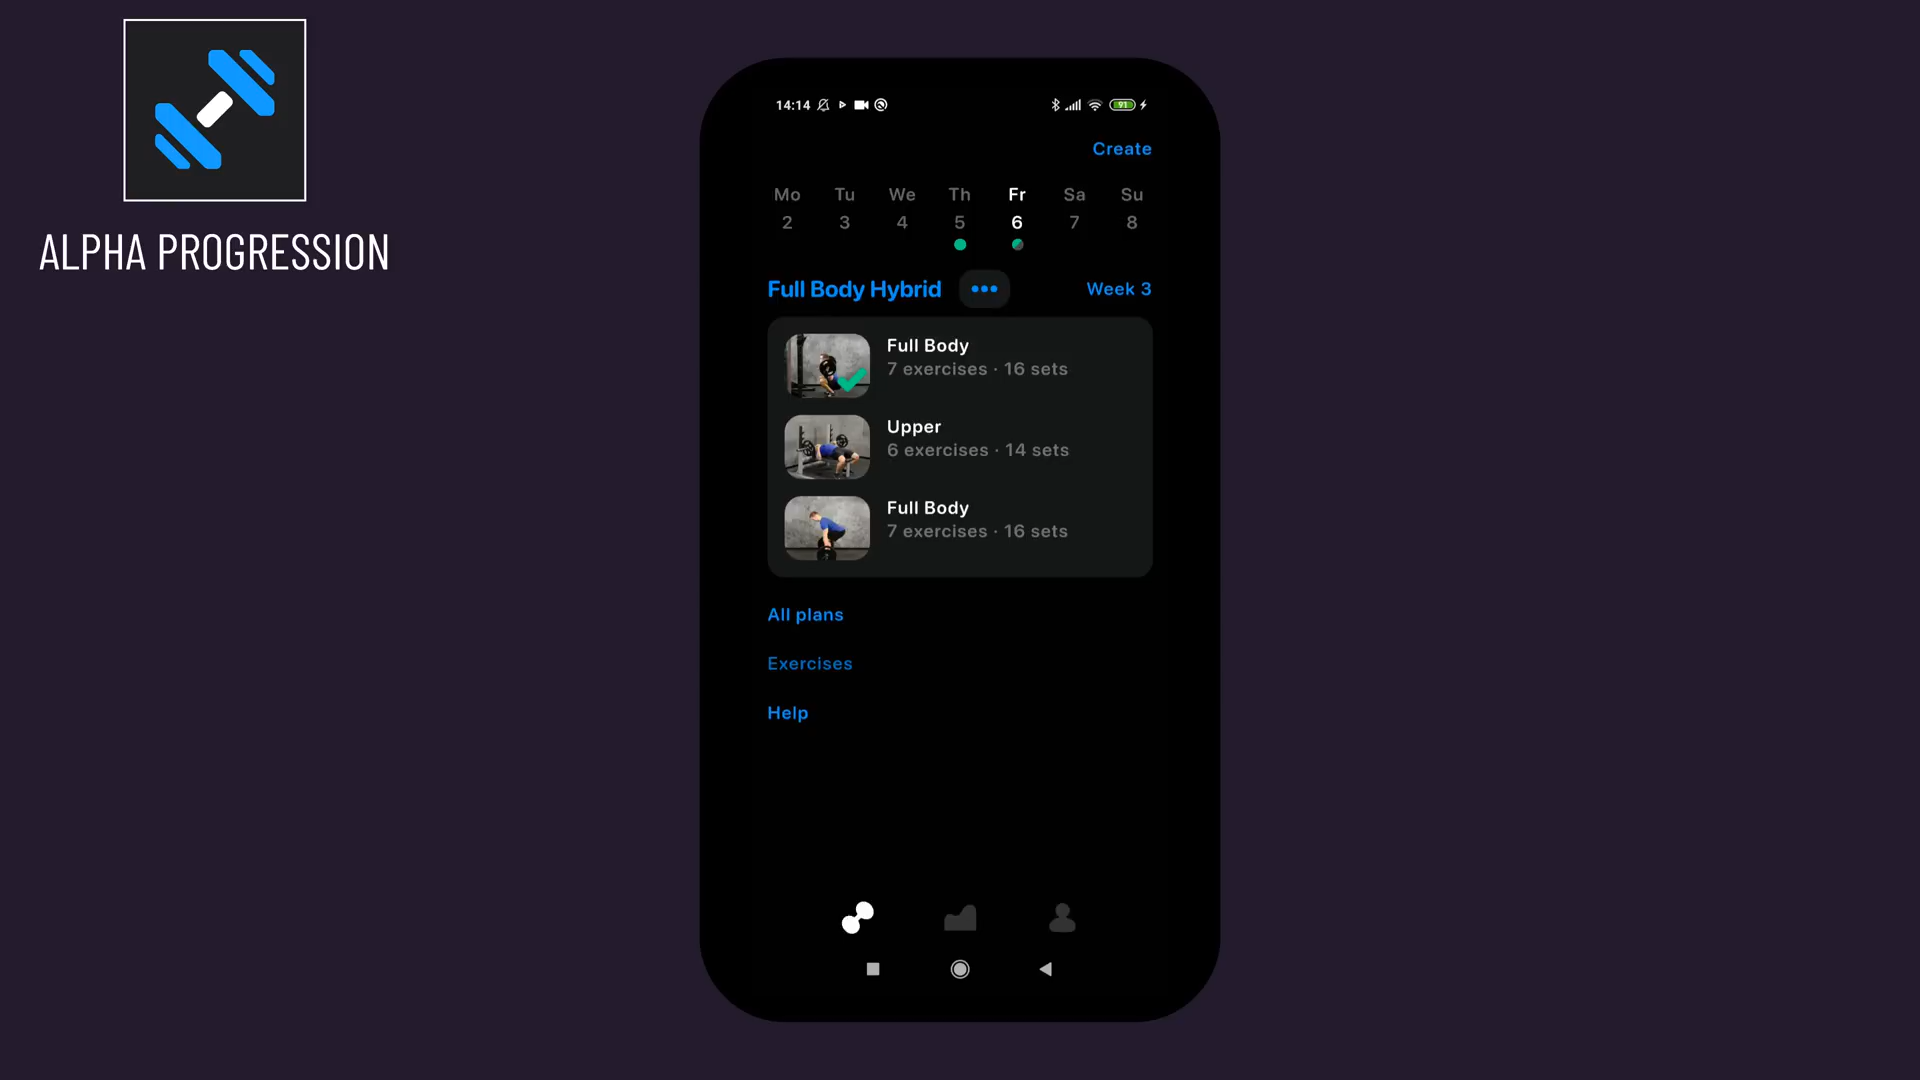 ALPHA PROGRESSION
14:14
91
Create
Mo Tu We Th Fr Sa Su
2 3 4 5 6 7 8
Full Body Hybrid
Week 3
Full Body
7 exercises · 16 sets
Upper
6 exercises · 14 sets
Full Body
7 exercises · 16 sets
All plans
Exercises
Help